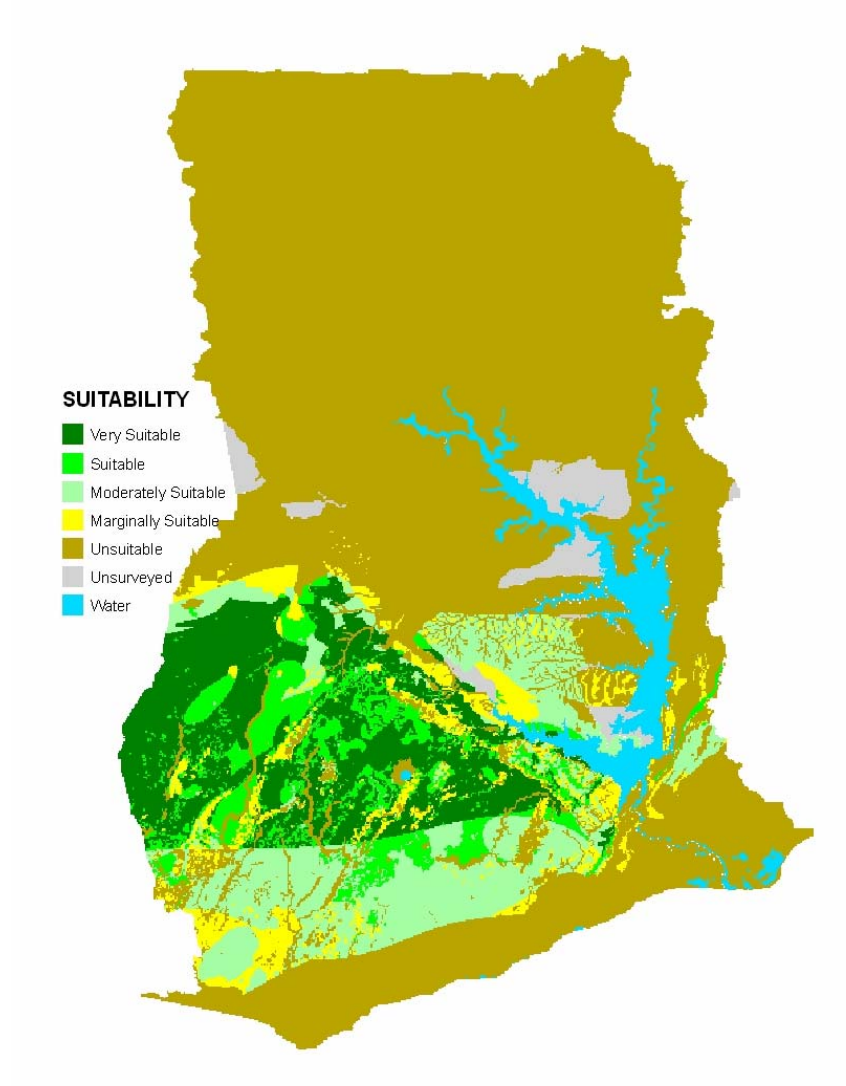 SUITABILITY
Very Suitable
Suitable
Moderately Suitable
Marginally Suitable
Unsuitable
Unsurveyed
Water